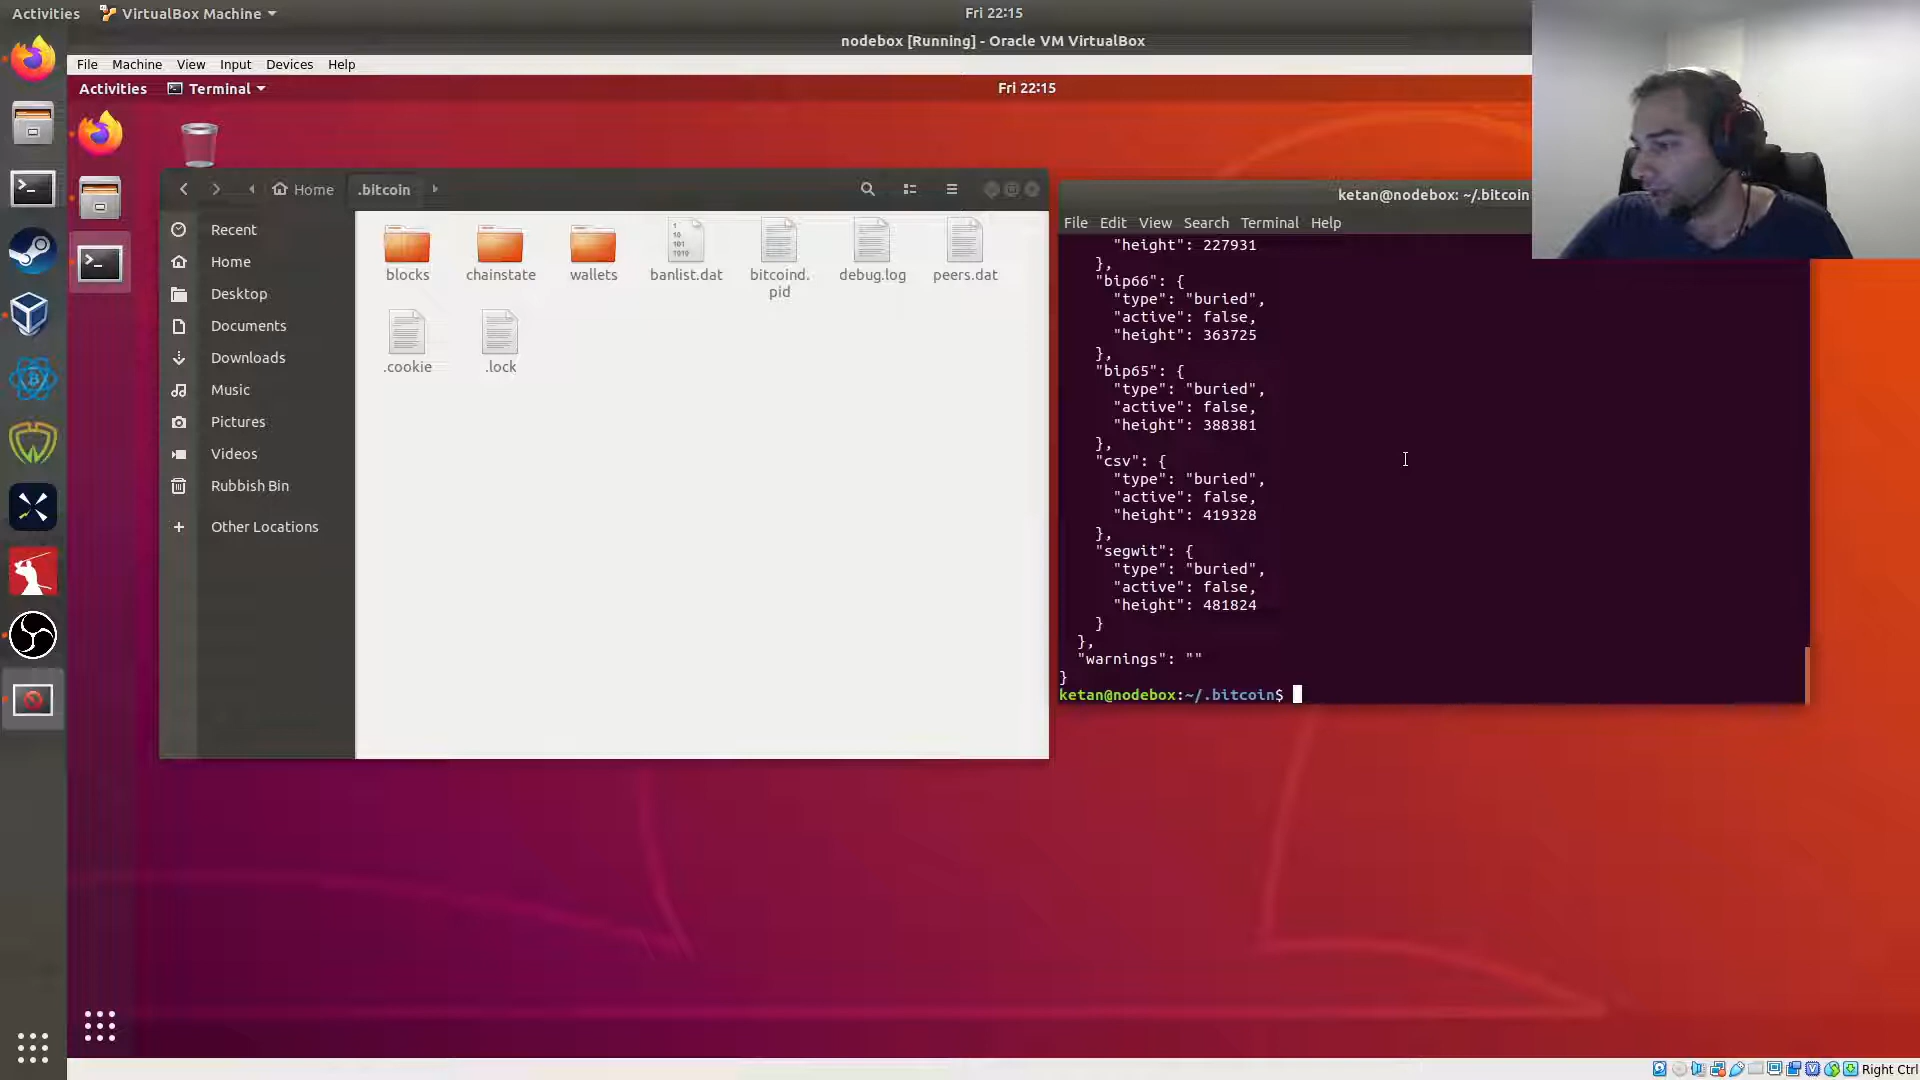 Activities VirtualBox Machine Fri 22:15
nodebox [Running] - Oracle VM VirtualBox
File Machine View Input Devices Help
Activities Terminal Fri 22:15
Home .bitcoin
Recent
Home
Desktop
Documents
Downloads
Music
Pictures
Videos
Rubbish Bin
Other Locations
blocks chainstate wallets banlist.dat bitcoind. debug.log peers.dat
pid
.cookie .lock
ketan@nodebox: ~/.bitcoin
File Edit View Search Terminal Help
"height": 227931
},
"bip66": {
"type": "buried",
"active": false,
"height": 363725
},
"bip65": {
"type": "buried",
"active": false,
"height": 388381
},
"csv": {
"type": "buried",
"active": false,
"height": 419328
},
"segwit": {
"type": "buried",
"active": false,
"height": 481824
}
},
"warnings": ""
}
ketan@nodebox:~/.bitcoin$
Right Ctrl